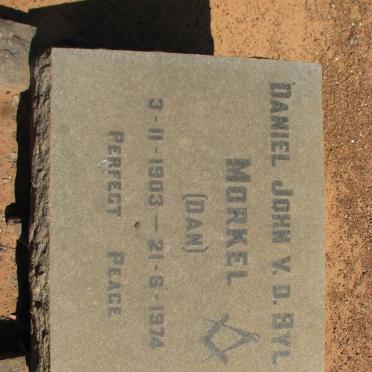 DANIEL JOHN V. D. BYL
MORKEL
(DAN)
3-11-1903 — 21-6-1974
PERFECT PEACE